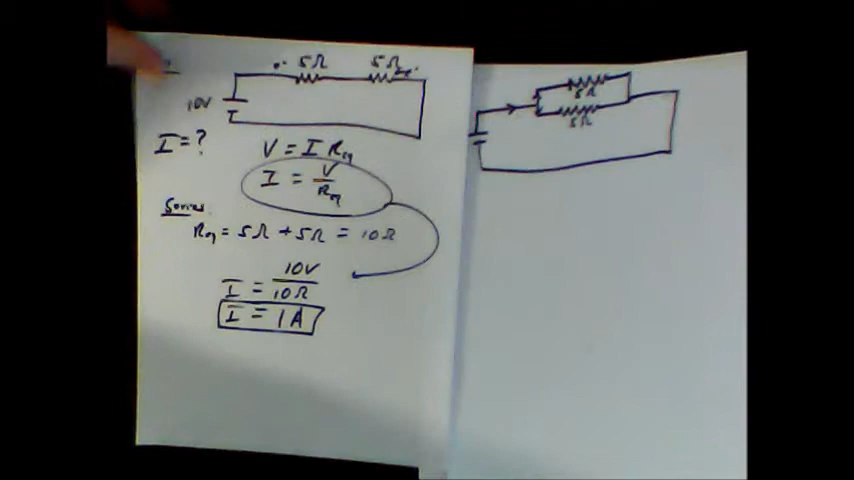 5Ω 5Ω
10V
I = ?
V = I Req
I = V/Req
Series
Req = 5Ω + 5Ω = 10Ω
I = 10V/10Ω
I = 1A
5Ω
5Ω